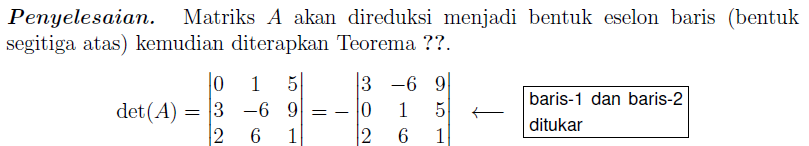 Penyelesaian. Matriks A akan direduksi menjadi bentuk eselon baris (bentuk
segitiga atas) kemudian diterapkan Teorema ??.
|0 1 5| |3 −6 9|
det(A) = |3 −6 9| = − |0 1 5| ⟵ baris-1 dan baris-2
|2 6 1| |2 6 1| ditukar